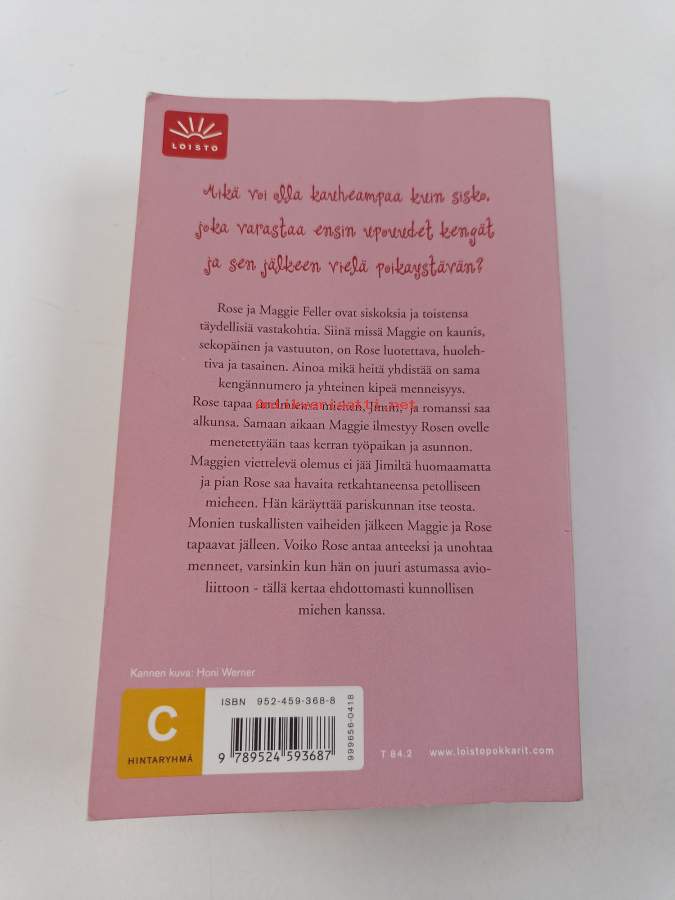 LOISTO
Mikä voi olla kauheampaa kuin sisko,
joka varastaa ensin upouudet kengät
ja sen jälkeen vielä poikaystävän?
Rose ja Maggie Feller ovat siskoksia ja toistensa
täydellisiä vastakohtia. Siinä missä Maggie on kaunis,
sekopäinen ja vastuuton, on Rose luotettava, huoleh-
tiva ja tasainen. Ainoa mikä heitä yhdistää on sama
kengännumero ja yhteinen kipeä menneisyys.
Rose tapaa miehen, Jimin, ja romanssi saa
Antikvariaatti.net
alkunsa. Samaan aikaan Maggie ilmestyy Rosen ovelle
menetettyään taas kerran työpaikan ja asunnon.
Maggien viettelevä olemus ei jää Jimiltä huomaamatta
ja pian Rose saa havaita retkahtaneensa petolliseen
mieheen. Hän käräyttää pariskunnan itse teosta.
Monien tuskallisten vaiheiden jälkeen Maggie ja Rose
tapaavat jälleen. Voiko Rose antaa anteeksi ja unohtaa
menneet, varsinkin kun hän on juuri astumassa avio-
liittoon - tällä kertaa ehdottomasti kunnollisen
miehen kanssa.
Kannen kuva: Honi Werner
C
HINTARYHMÄ
ISBN 952-459-368-8
9 789524 593687
999656-0418
T 84.2 www.loistopokkarit.com